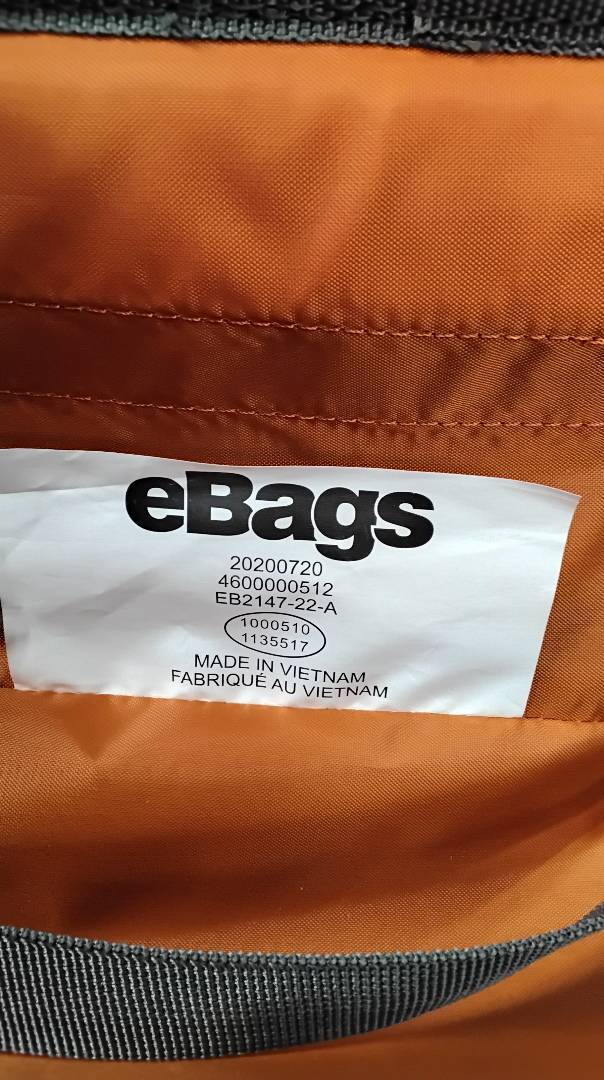 eBags
20200720
4600000512
EB2147-22-A
1000510
1135517
MADE IN VIETNAM
FABRIQUÉ AU VIETNAM